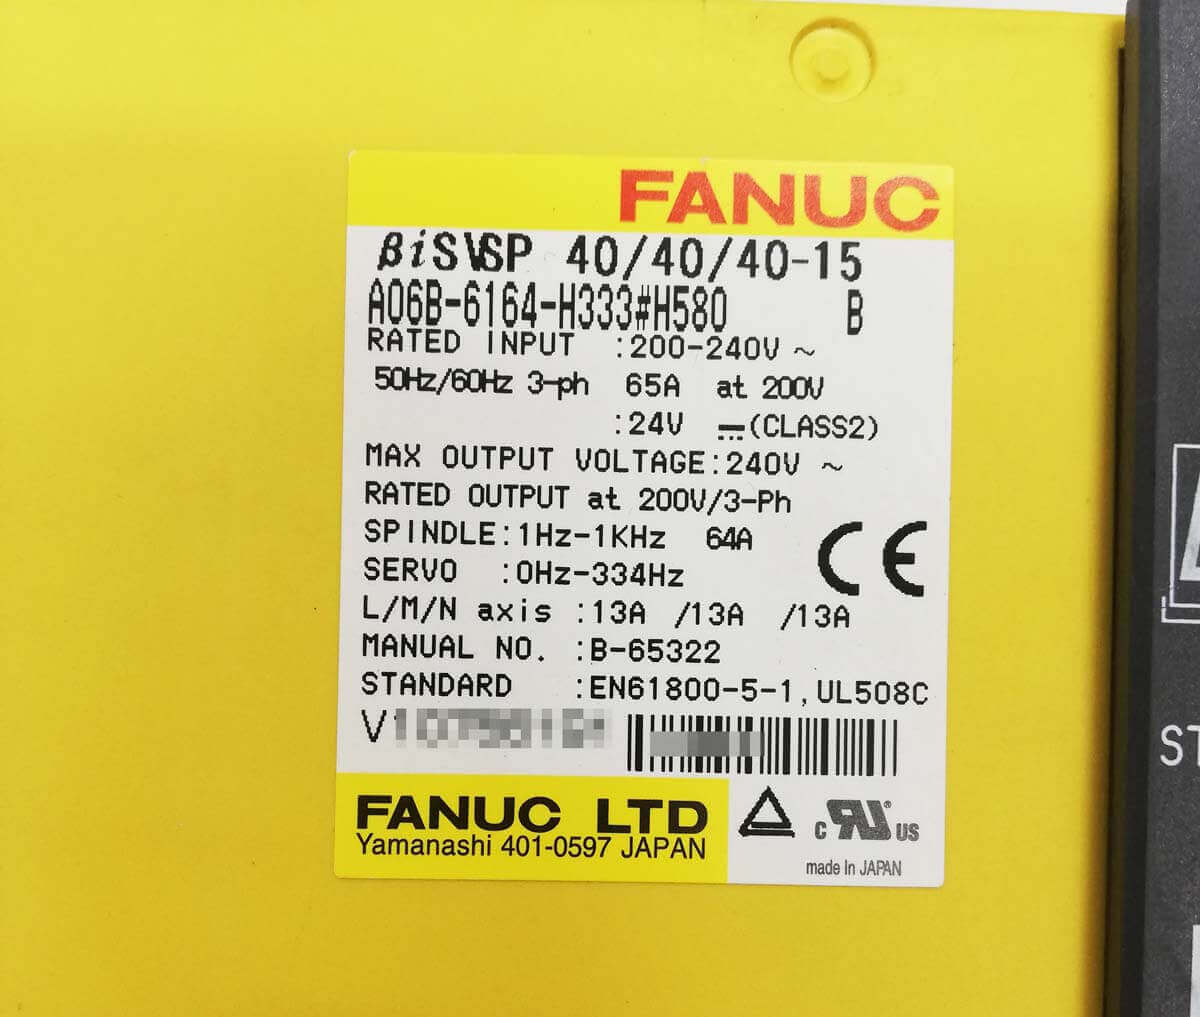 FANUC
βiSVSP 40/40/40-15
A06B-6164-H333#H580 B
RATED INPUT :200-240V ~
50Hz/60Hz 3-ph 65A at 200V
:24V ⎓(CLASS2)
MAX OUTPUT VOLTAGE:240V ~
RATED OUTPUT at 200V/3-Ph
SPINDLE:1Hz-1KHz 64A
SERVO :0Hz-334Hz
CE
L/M/N axis :13A /13A /13A
MANUAL NO. :B-65322
STANDARD :EN61800-5-1,UL508C
FANUC LTD
Yamanashi 401-0597 JAPAN
c RU US
made in JAPAN
ST